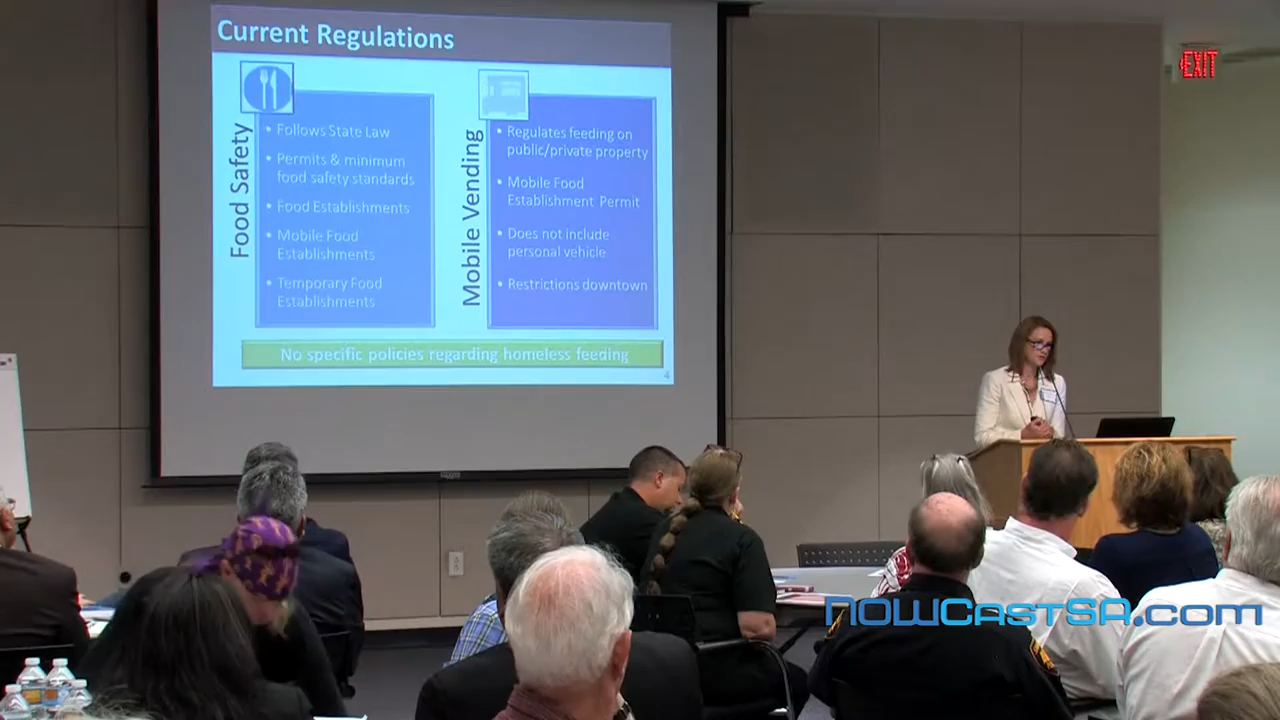 Current Regulations
Food Safety
• Follows State Law
• Permits & minimum
food safety standards
• Food Establishments
• Mobile Food
Establishments
• Temporary Food
Establishments
Mobile Vending
• Regulates feeding on
public/private property
• Mobile Food
Establishment Permit
• Does not include
personal vehicle
• Restrictions downtown
No specific policies regarding homeless feeding
4
EXIT
NOWCastSA.com